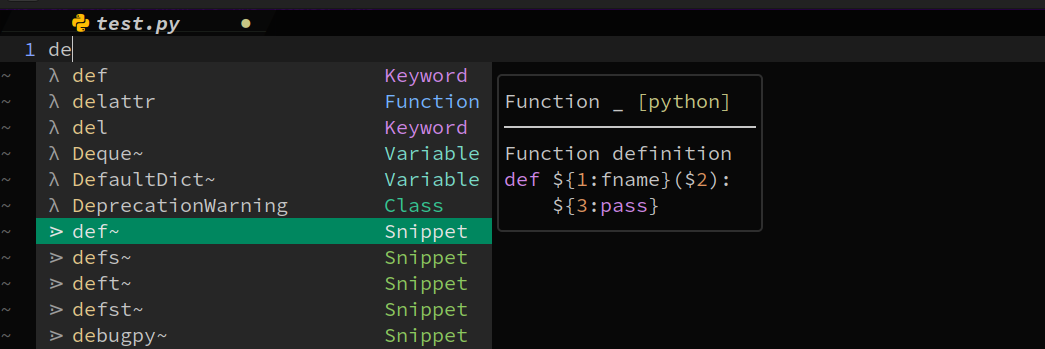 test.py ●
1 de
~ λ def Keyword
~ λ delattr Function
~ λ del Keyword
~ λ Deque~ Variable
~ λ DefaultDict~ Variable
~ λ DeprecationWarning Class
~ ⋗ def~ Snippet
~ ⋗ defs~ Snippet
~ ⋗ deft~ Snippet
~ ⋗ defst~ Snippet
~ ⋗ debugpy~ Snippet
Function _ [python]
Function definition
def ${1:fname}($2):
    ${3:pass}